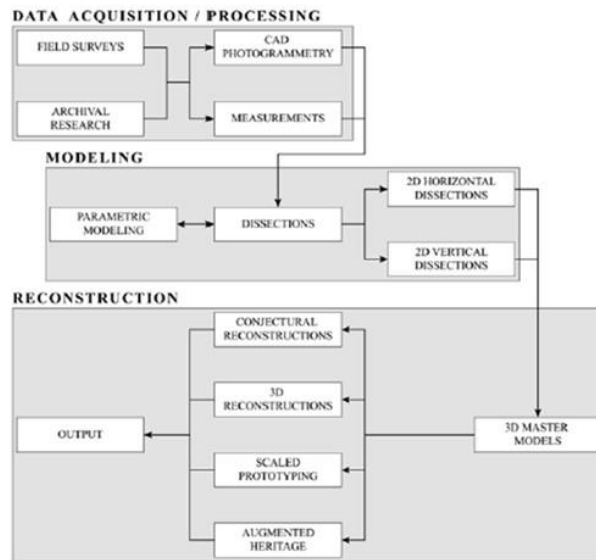 DATA ACQUISITION / PROCESSING
FIELD SURVEYS
CAD
PHOTOGRAMMETRY
ARCHIVAL
RESEARCH
MEASUREMENTS
MODELING
2D HORIZONTAL
DISSECTIONS
PARAMETRIC
MODELING
DISSECTIONS
2D VERTICAL
DISSECTIONS
RECONSTRUCTION
CONJECTURAL
RECONSTRUCTIONS
3D
RECONSTRUCTIONS
OUTPUT
3D MASTER
MODELS
SCALED
PROTOTYPING
AUGMENTED
HERITAGE